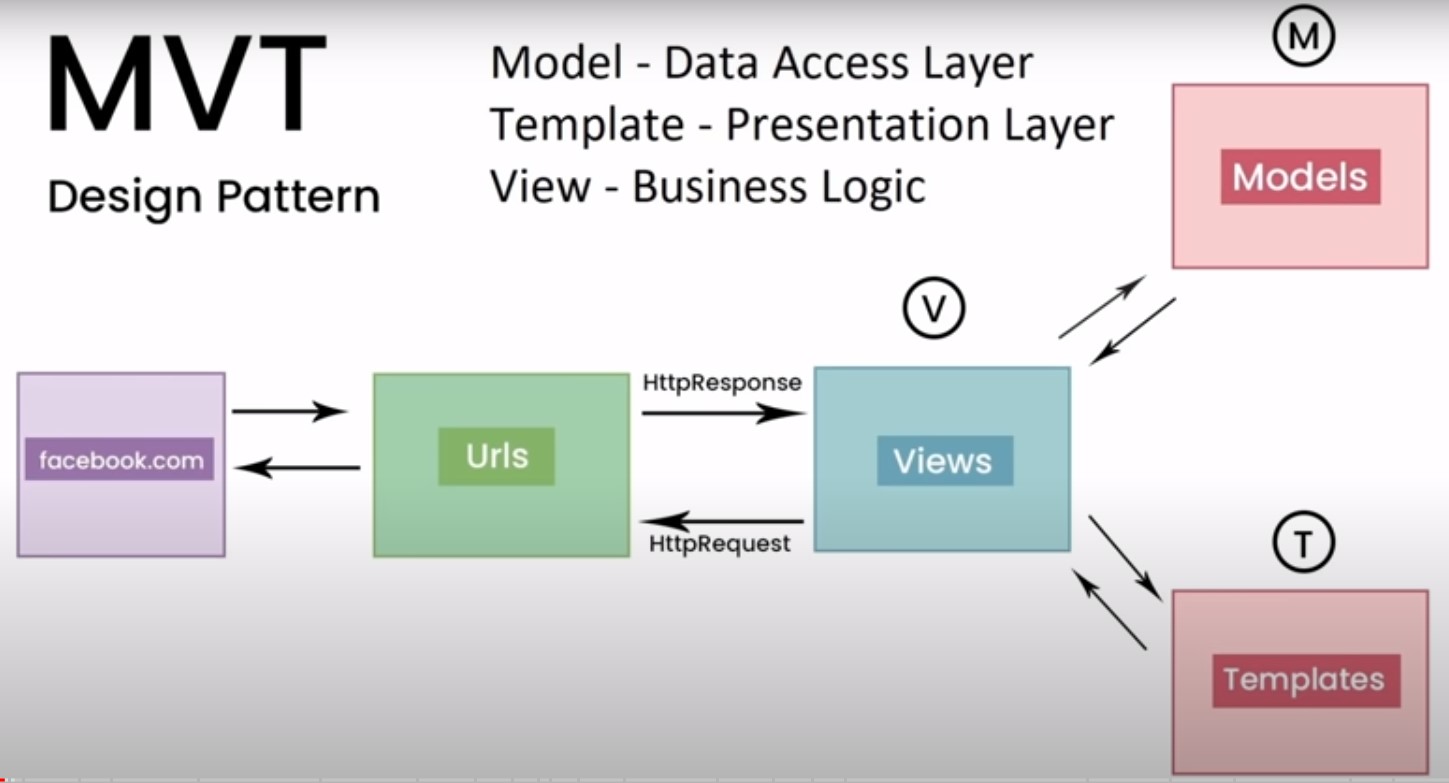 MVT
Design Pattern
Model - Data Access Layer
Template - Presentation Layer
View - Business Logic
M
Models
V
facebook.com
Urls
HttpResponse
HttpRequest
Views
T
Templates